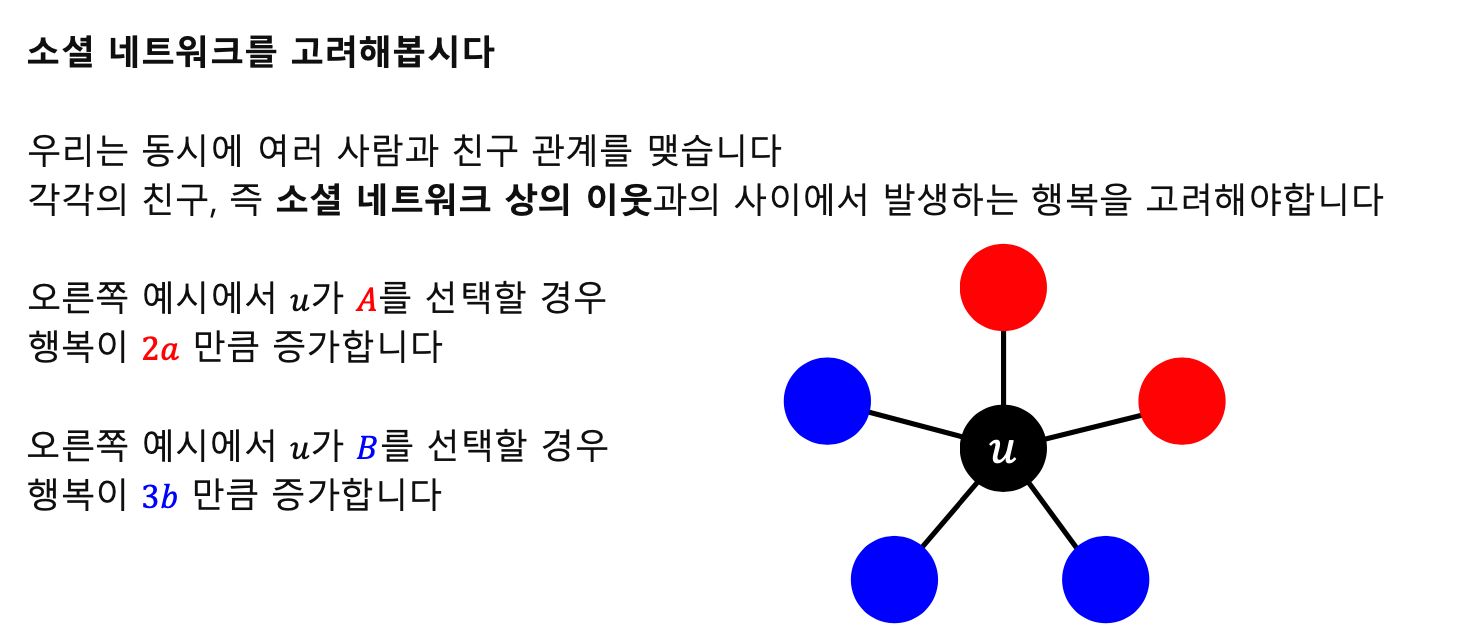 소셜 네트워크를 고려해봅시다
우리는 동시에 여러 사람과 친구 관계를 맺습니다
각각의 친구, 즉 소셜 네트워크 상의 이웃과의 사이에서 발생하는 행복을 고려해야합니다
오른쪽 예시에서 u가 A를 선택할 경우
행복이 2a 만큼 증가합니다
오른쪽 예시에서 u가 B를 선택할 경우
행복이 3b 만큼 증가합니다
u